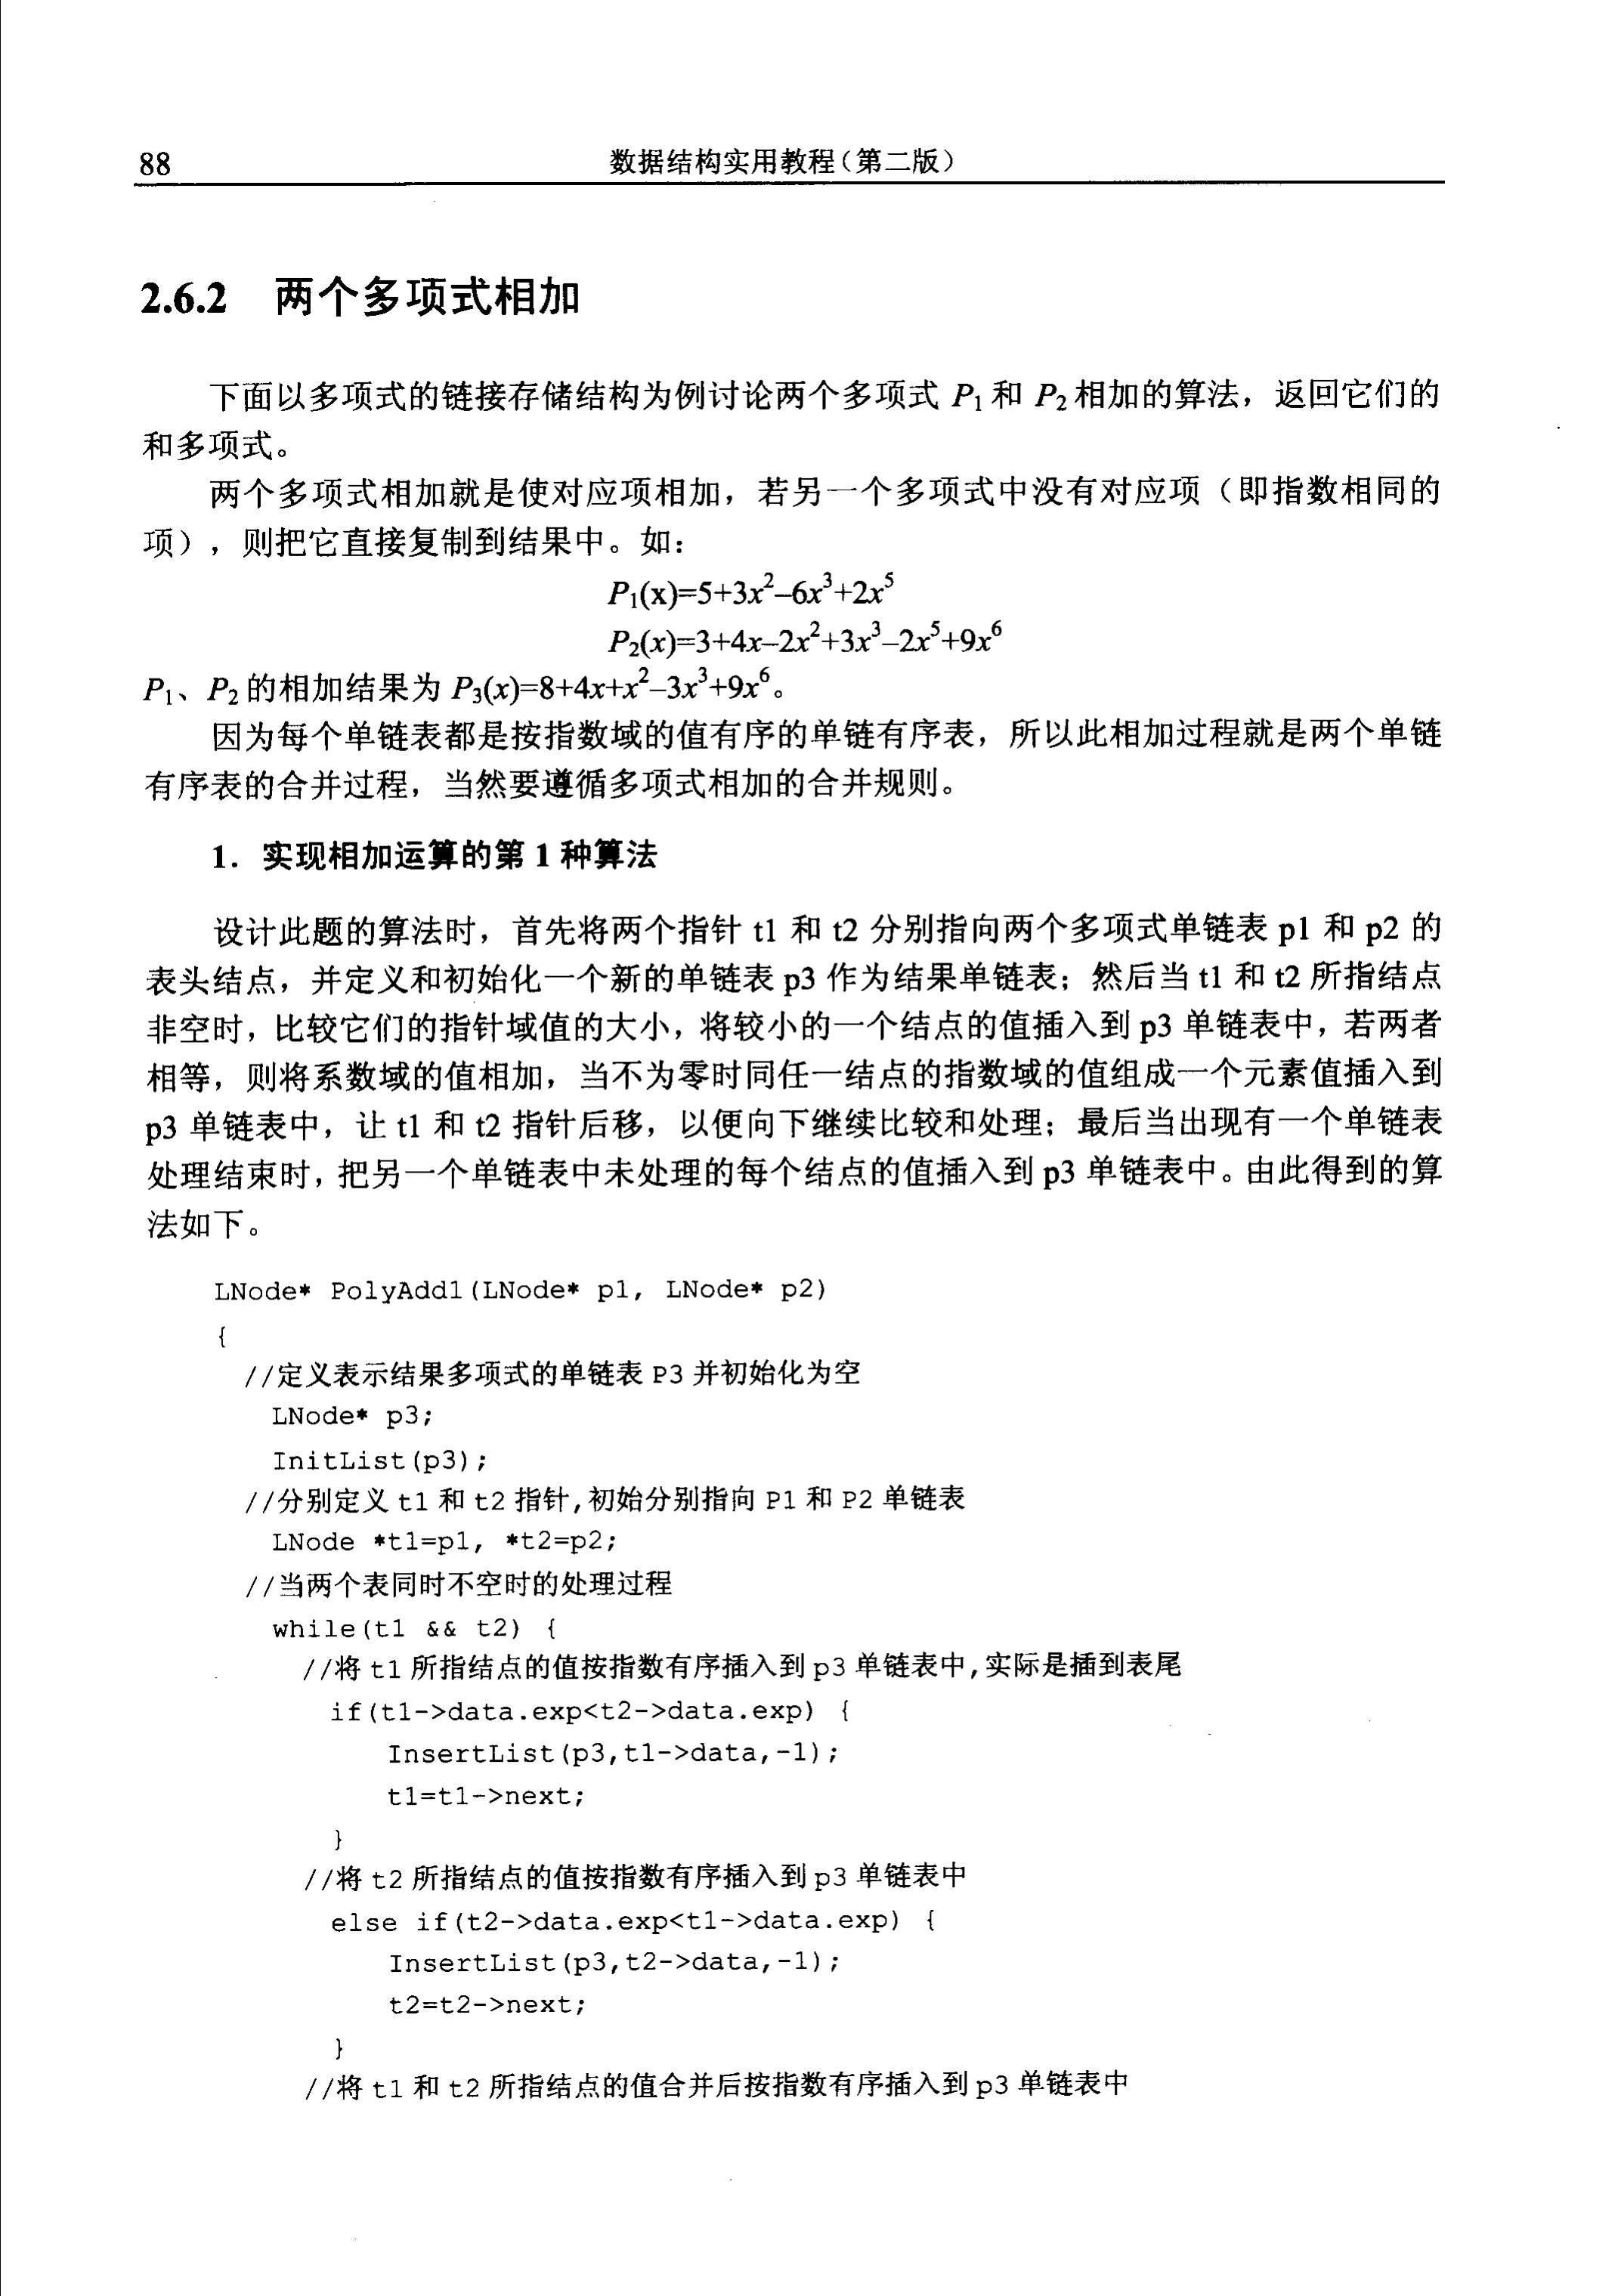 88
数据结构实用教程（第二版）
2.6.2 两个多项式相加
下面以多项式的链接存储结构为例讨论两个多项式 P₁ 和 P₂ 相加的算法，返回它们的
和多项式。
两个多项式相加就是使对应项相加，若另一个多项式中没有对应项（即指数相同的
项），则把它直接复制到结果中。如：
P₁(x)=5+3x²–6x³+2x⁵
P₂(x)=3+4x–2x²+3x³–2x⁵+9x⁶
P₁、P₂ 的相加结果为 P₃(x)=8+4x+x²–3x³+9x⁶。
因为每个单链表都是按指数域的值有序的单链有序表，所以此相加过程就是两个单链
有序表的合并过程，当然要遵循多项式相加的合并规则。
1．实现相加运算的第 1 种算法
设计此题的算法时，首先将两个指针 t1 和 t2 分别指向两个多项式单链表 p1 和 p2 的
表头结点，并定义和初始化一个新的单链表 p3 作为结果单链表；然后当 t1 和 t2 所指结点
非空时，比较它们的指针域值的大小，将较小的一个结点的值插入到 p3 单链表中，若两者
相等，则将系数域的值相加，当不为零时同任一结点的指数域的值组成一个元素值插入到
p3 单链表中，让 t1 和 t2 指针后移，以便向下继续比较和处理；最后当出现有一个单链表
处理结束时，把另一个单链表中未处理的每个结点的值插入到 p3 单链表中。由此得到的算
法如下。
LNode* PolyAdd1(LNode* p1, LNode* p2)
{
//定义表示结果多项式的单链表 P3 并初始化为空
LNode* p3;
InitList(p3);
//分别定义 t1 和 t2 指针,初始分别指向 P1 和 P2 单链表
LNode *t1=p1, *t2=p2;
//当两个表同时不空时的处理过程
while(t1 && t2) {
//将 t1 所指结点的值按指数有序插入到 p3 单链表中,实际是插到表尾
if(t1->data.exp<t2->data.exp) {
InsertList(p3,t1->data,-1);
t1=t1->next;
}
//将 t2 所指结点的值按指数有序插入到 p3 单链表中
else if(t2->data.exp<t1->data.exp) {
InsertList(p3,t2->data,-1);
t2=t2->next;
}
//将 t1 和 t2 所指结点的值合并后按指数有序插入到 p3 单链表中